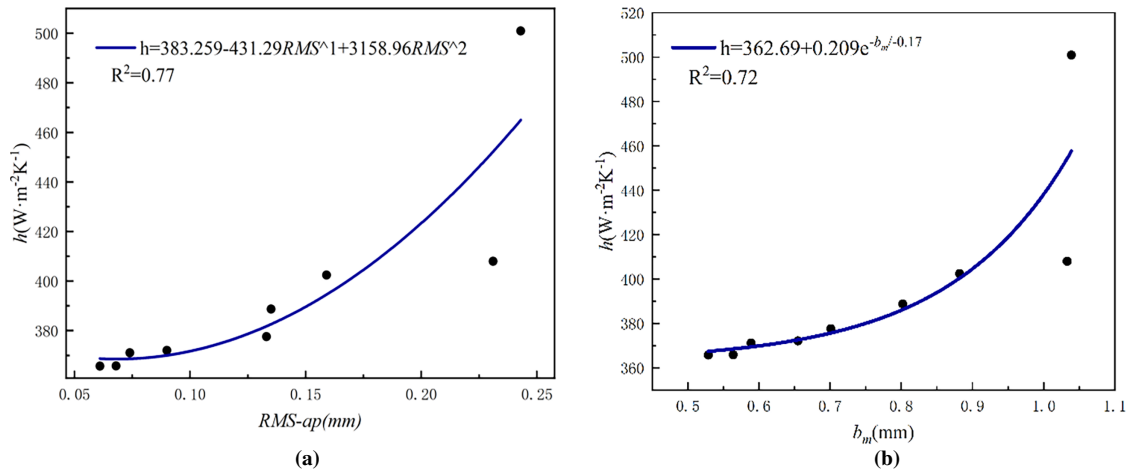 h=383.259-431.29RMS^1+3158.96RMS^2
R²=0.77
500
480
460
440
420
400
380
h(W·m⁻²K⁻¹)
0.05 0.10 0.15 0.20 0.25
RMS-ap(mm)
(a)
h=362.69+0.209e^-bₘ/-0.17
R²=0.72
520
500
480
460
440
420
400
380
360
h(W·m⁻²K⁻¹)
0.5 0.6 0.7 0.8 0.9 1.0 1.1
bₘ(mm)
(b)